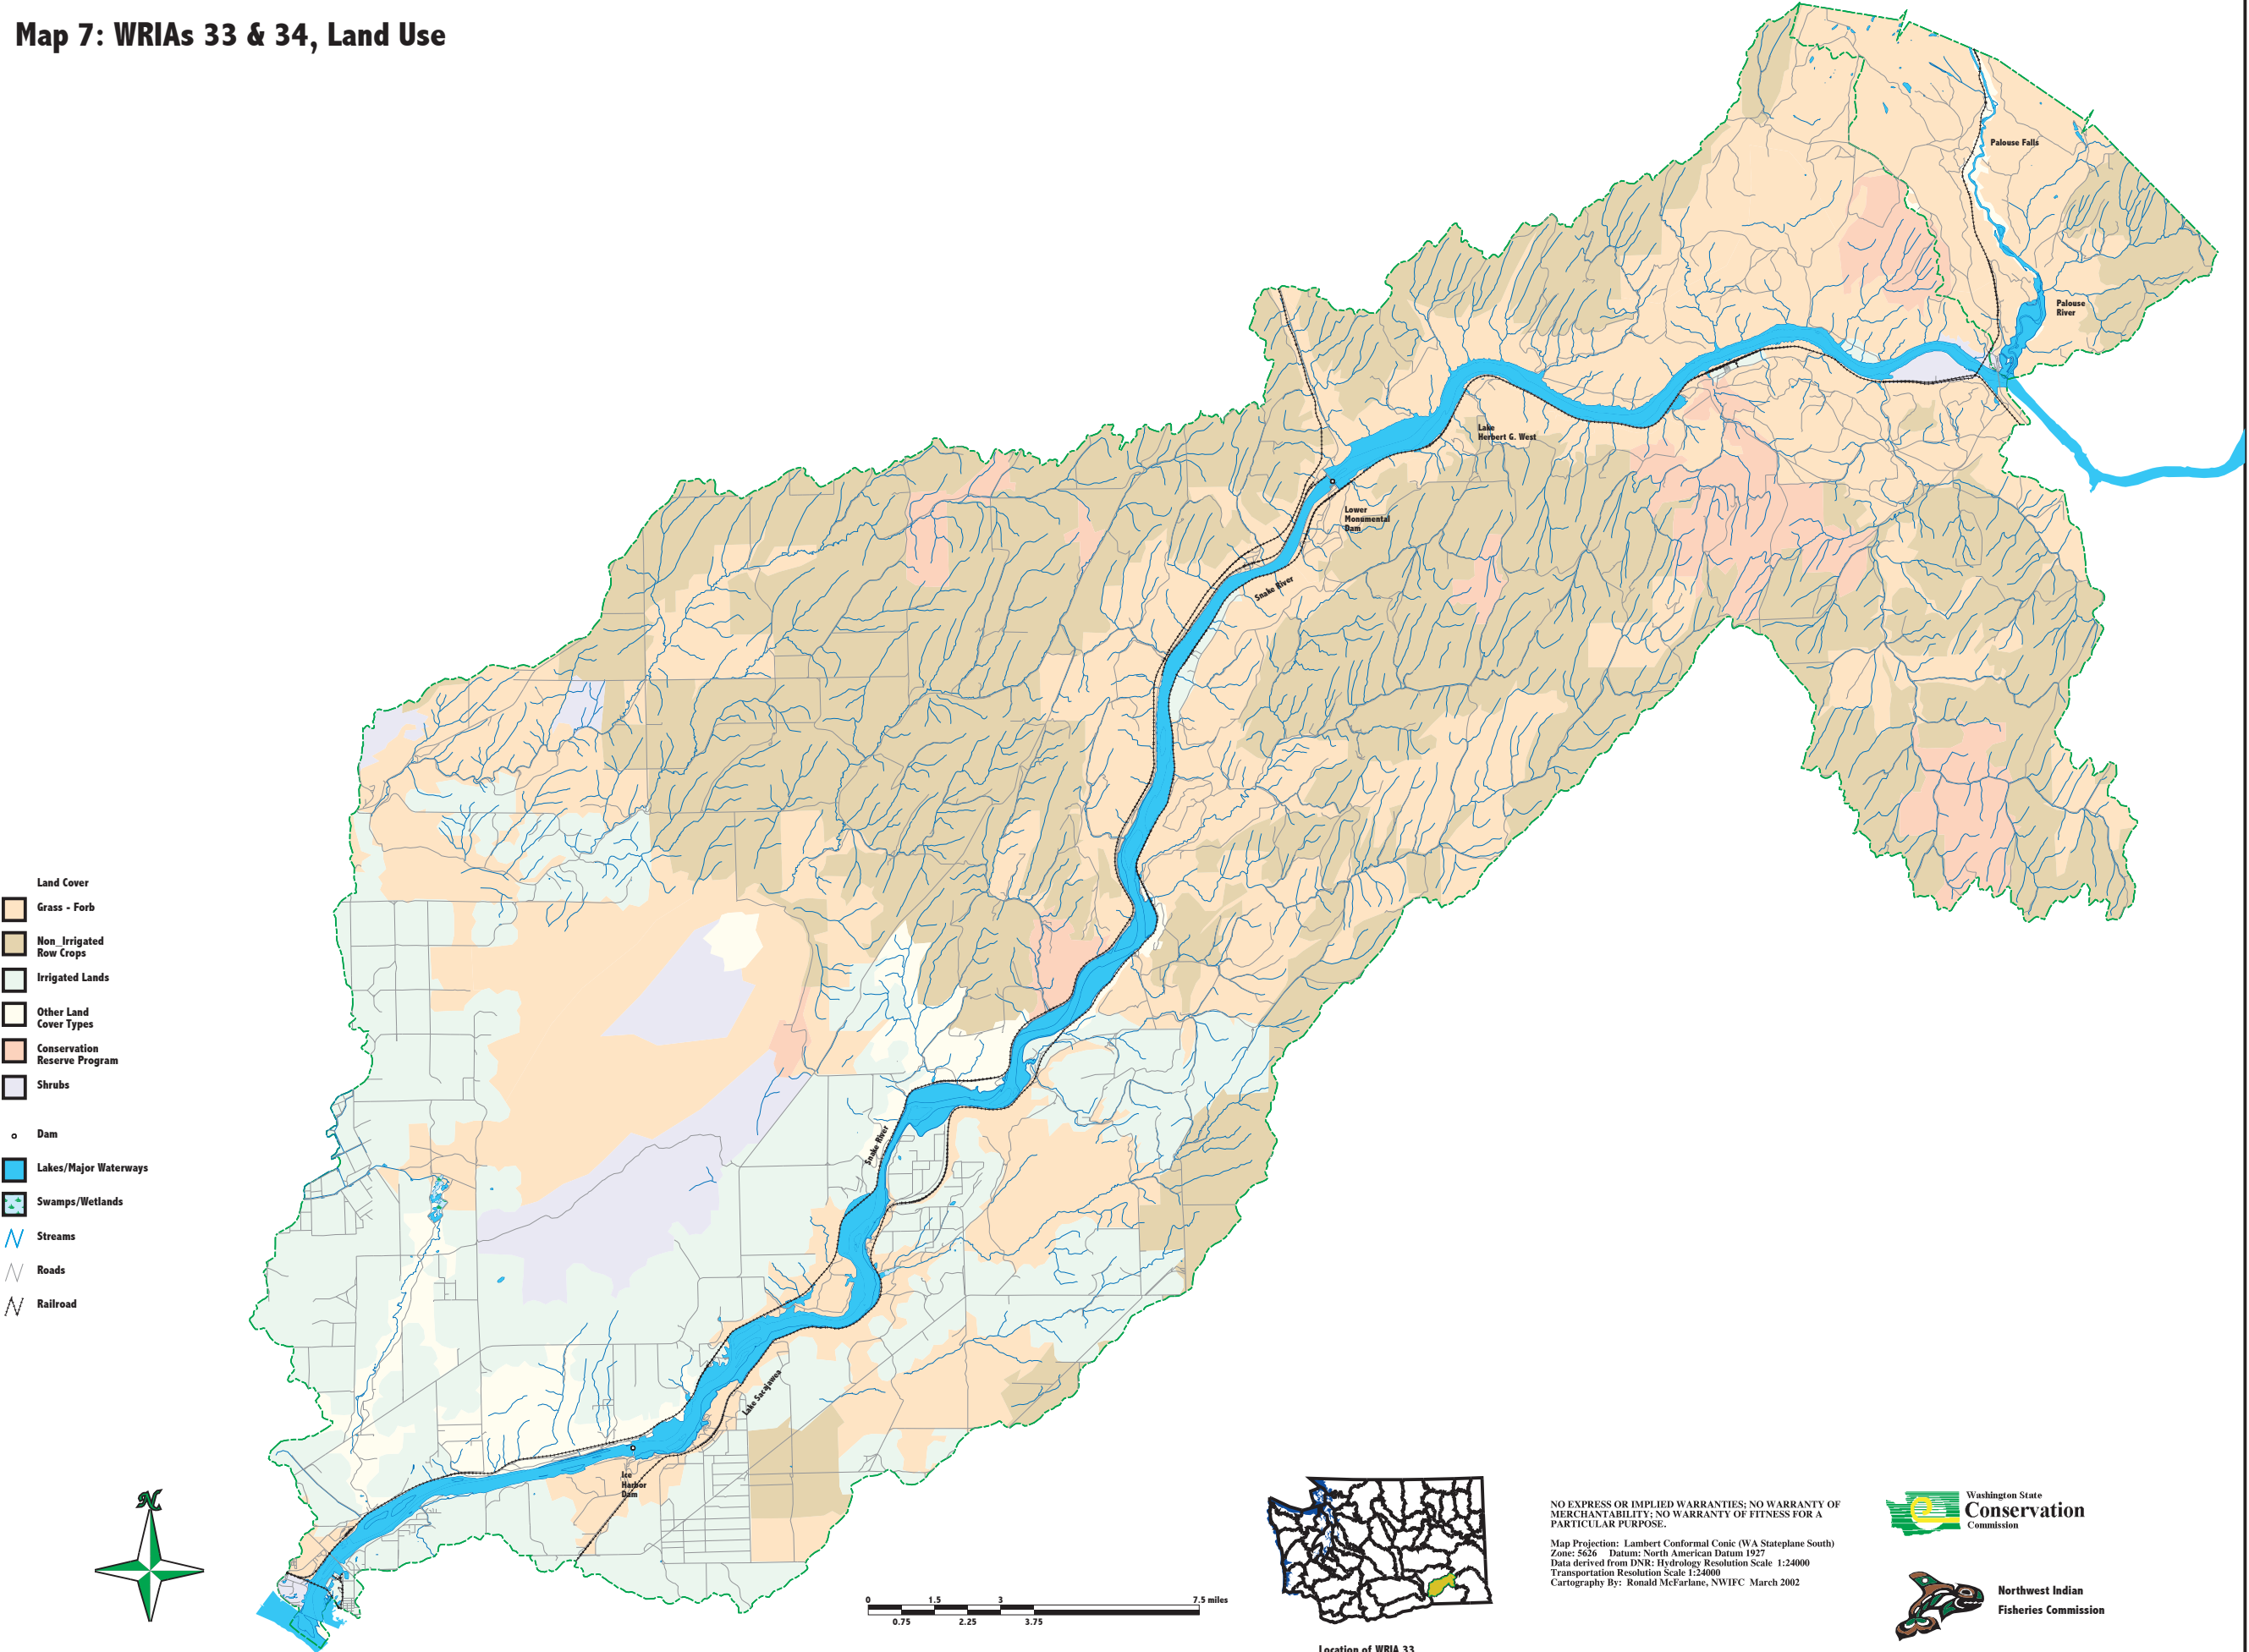 Map 7: WRIAs 33 & 34, Land Use
Palouse Falls
Palouse
River
Lake
Herbert G. West
Lower
Monumental
Dam
Snake River
Land Cover
Grass - Forb
Non_Irrigated
Row Crops
Irrigated Lands
Other Land
Cover Types
Conservation
Reserve Program
Shrubs
Dam
Lakes/Major Waterways
Swamps/Wetlands
Streams
Roads
Railroad
Snake River
Lake Sacajawea
Ice
Harbor
Dam
N
0 1.5 3 7.5 miles
0.75 2.25 3.75
Location of WRIA 33
NO EXPRESS OR IMPLIED WARRANTIES; NO WARRANTY OF
MERCHANTABILITY; NO WARRANTY OF FITNESS FOR A
PARTICULAR PURPOSE.
Map Projection: Lambert Conformal Conic (WA Stateplane South)
Zone: 5626 Datum: North American Datum 1927
Data derived from DNR: Hydrology Resolution Scale 1:24000
Transportation Resolution Scale 1:24000
Cartography By: Ronald McFarlane, NWIFC March 2002
Washington State
Conservation
Commission
Northwest Indian
Fisheries Commission